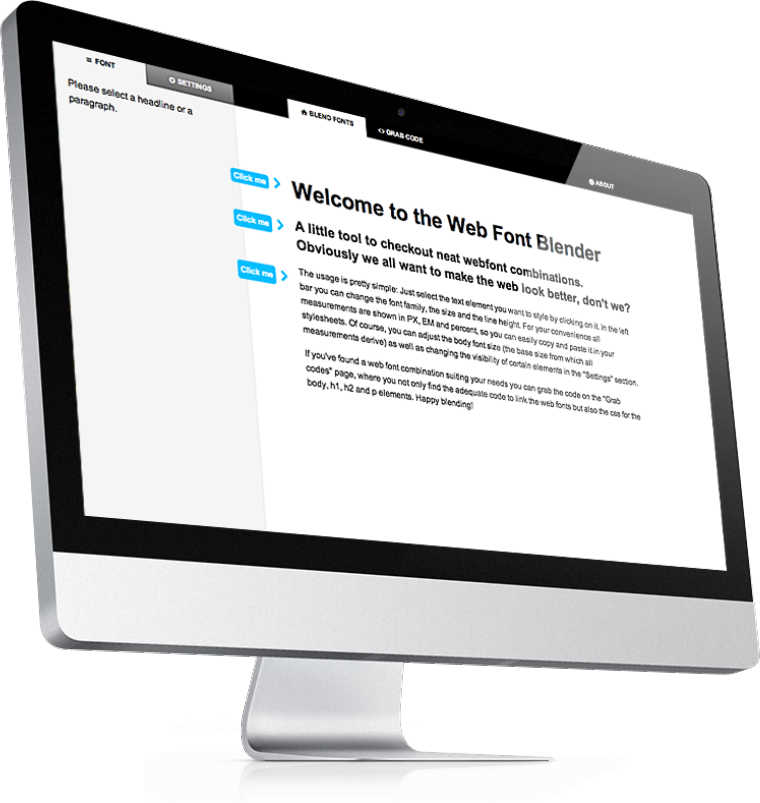 FONT
SETTINGS
Please select a headline or a
paragraph.
BLEND FONTS
<> GRAB CODE
ABOUT
Click me
Welcome to the Web Font Blender
Click me
A little tool to checkout neat webfont combinations.
Obviously we all want to make the web look better, don't we?
Click me
The usage is pretty simple: Just select the text element you want to style by clicking on it. In the left
bar you can change the font family, the size and the line height. For your convenience all
measurements are shown in PX, EM and percent, so you can easily copy and paste it in your
stylesheets. Of course, you can adjust the body font size (the base size from which all
measurements derive) as well as changing the visibility of certain elements in the "Settings" section.
If you've found a web font combination suiting your needs you can grab the code on the "Grab
codes" page, where you not only find the adequate code to link the web fonts but also the css for the
body, h1, h2 and p elements. Happy blending!